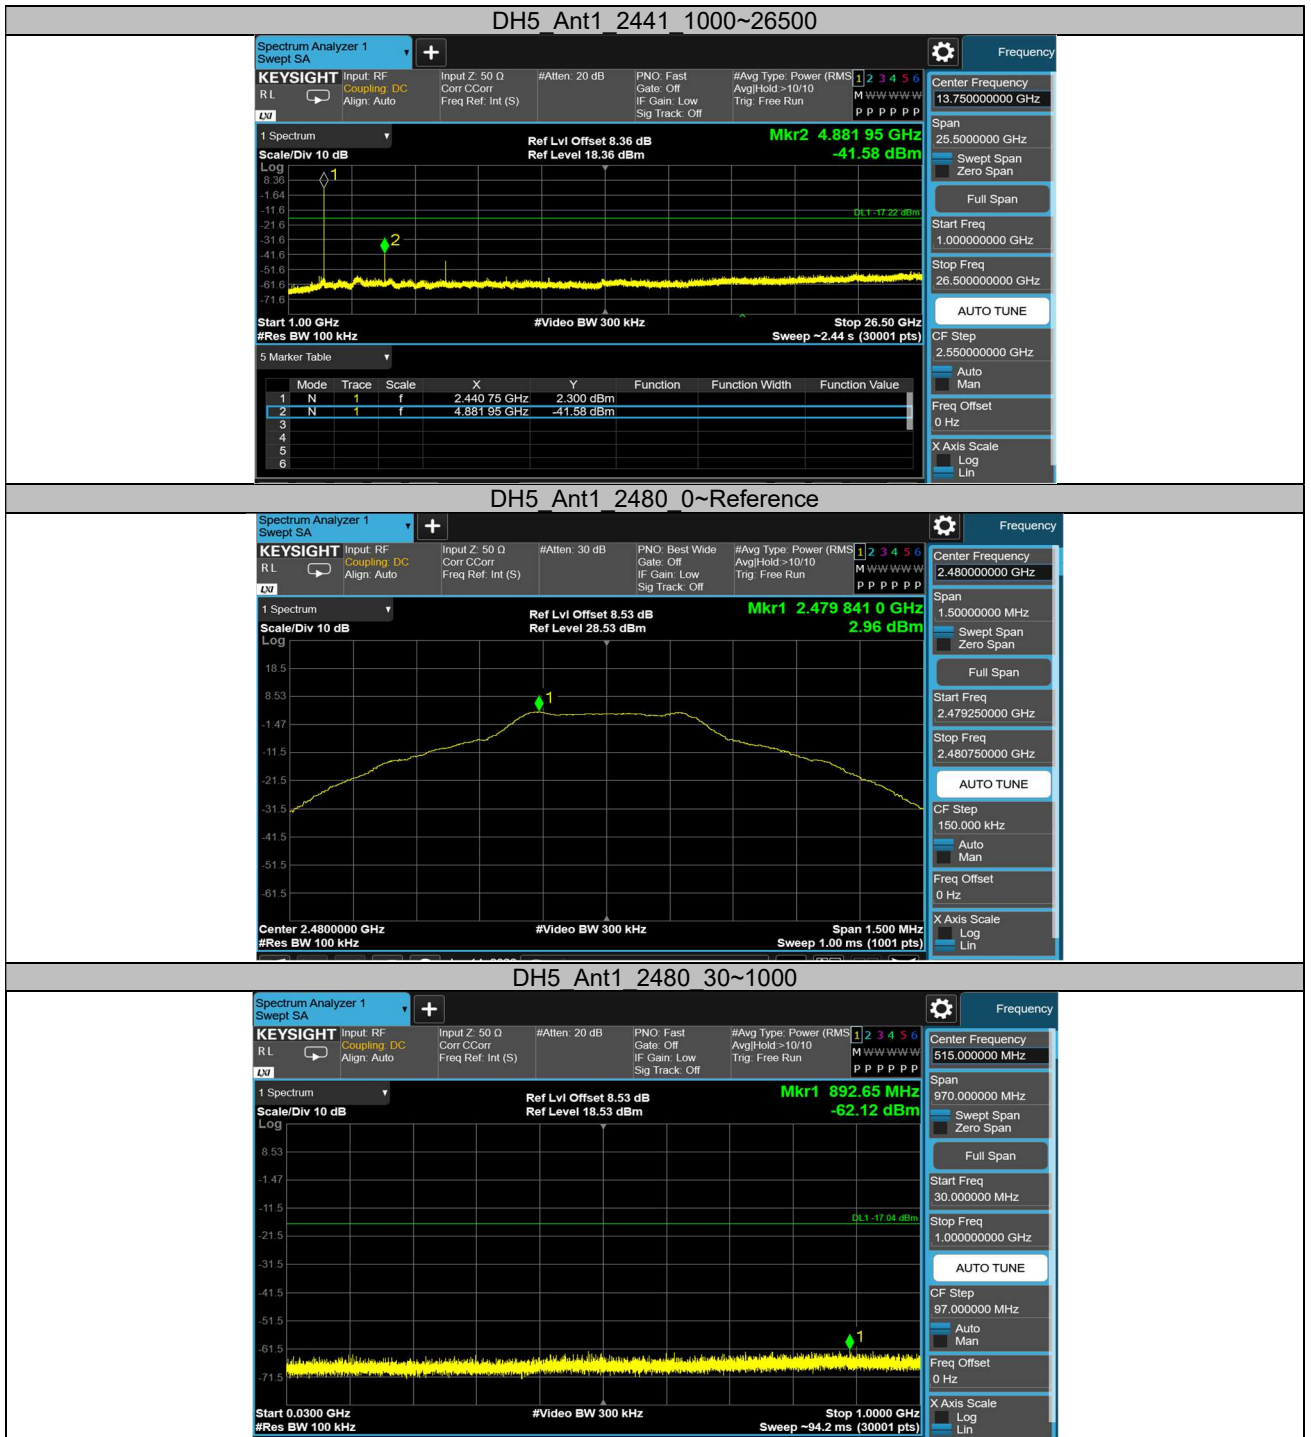 DH5_Ant1_2441_1000~26500
Spectrum Analyzer 1
Swept SA
+
Frequency
KEYSIGHT
RL
LXI
Input: RF
Coupling: DC
Align: Auto
Input Z: 50 Ω
Corr CCorr
Freq Ref: Int (S)
#Atten: 20 dB
PNO: Fast
Gate: Off
IF Gain: Low
Sig Track: Off
#Avg Type: Power (RMS
Avg|Hold:>10/10
Trig: Free Run
1 2 3 4 5 6
M W W W W W
P P P P P P
1 Spectrum
Scale/Div 10 dB
Ref Lvl Offset 8.36 dB
Ref Level 18.36 dBm
Mkr2 4.881 95 GHz
-41.58 dBm
Log
8.36
-1.64
-11.6
-21.6
-31.6
-41.6
-51.6
-61.6
-71.6
1
2
DL1 -17.22 dBm
Start 1.00 GHz
#Res BW 100 kHz
#Video BW 300 kHz
Stop 26.50 GHz
Sweep ~2.44 s (30001 pts)
5 Marker Table
Mode Trace Scale X Y Function Function Width Function Value
1 N 1 f 2.440 75 GHz 2.300 dBm
2 N 1 f 4.881 95 GHz -41.58 dBm
3
4
5
6
Center Frequency
13.750000000 GHz
Span
25.5000000 GHz
Swept Span
Zero Span
Full Span
Start Freq
1.000000000 GHz
Stop Freq
26.500000000 GHz
AUTO TUNE
CF Step
2.550000000 GHz
Auto
Man
Freq Offset
0 Hz
X Axis Scale
Log
Lin
DH5_Ant1_2480_0~Reference
Spectrum Analyzer 1
Swept SA
+
Frequency
KEYSIGHT
RL
LXI
Input: RF
Coupling: DC
Align: Auto
Input Z: 50 Ω
Corr CCorr
Freq Ref: Int (S)
#Atten: 30 dB
PNO: Best Wide
Gate: Off
IF Gain: Low
Sig Track: Off
#Avg Type: Power (RMS
Avg|Hold:>10/10
Trig: Free Run
1 2 3 4 5 6
M W W W W W
P P P P P P
1 Spectrum
Scale/Div 10 dB
Ref Lvl Offset 8.53 dB
Ref Level 28.53 dBm
Mkr1 2.479 841 0 GHz
2.96 dBm
Log
18.5
8.53
-1.47
-11.5
-21.5
-31.5
-41.5
-51.5
-61.5
1
Center 2.4800000 GHz
#Res BW 100 kHz
#Video BW 300 kHz
Span 1.500 MHz
Sweep 1.00 ms (1001 pts)
Center Frequency
2.480000000 GHz
Span
1.50000000 MHz
Swept Span
Zero Span
Full Span
Start Freq
2.479250000 GHz
Stop Freq
2.480750000 GHz
AUTO TUNE
CF Step
150.000 kHz
Auto
Man
Freq Offset
0 Hz
X Axis Scale
Log
Lin
DH5_Ant1_2480_30~1000
Spectrum Analyzer 1
Swept SA
+
Frequency
KEYSIGHT
RL
LXI
Input: RF
Coupling: DC
Align: Auto
Input Z: 50 Ω
Corr CCorr
Freq Ref: Int (S)
#Atten: 20 dB
PNO: Fast
Gate: Off
IF Gain: Low
Sig Track: Off
#Avg Type: Power (RMS
Avg|Hold:>10/10
Trig: Free Run
1 2 3 4 5 6
M W W W W W
P P P P P P
1 Spectrum
Scale/Div 10 dB
Ref Lvl Offset 8.53 dB
Ref Level 18.53 dBm
Mkr1 892.65 MHz
-62.12 dBm
Log
8.53
-1.47
-11.5
-21.5
-31.5
-41.5
-51.5
-61.5
-71.5
DL1 -17.04 dBm
1
Start 0.0300 GHz
#Res BW 100 kHz
#Video BW 300 kHz
Stop 1.0000 GHz
Sweep ~94.2 ms (30001 pts)
Center Frequency
515.000000 MHz
Span
970.000000 MHz
Swept Span
Zero Span
Full Span
Start Freq
30.000000 MHz
Stop Freq
1.000000000 GHz
AUTO TUNE
CF Step
97.000000 MHz
Auto
Man
Freq Offset
0 Hz
X Axis Scale
Log
Lin